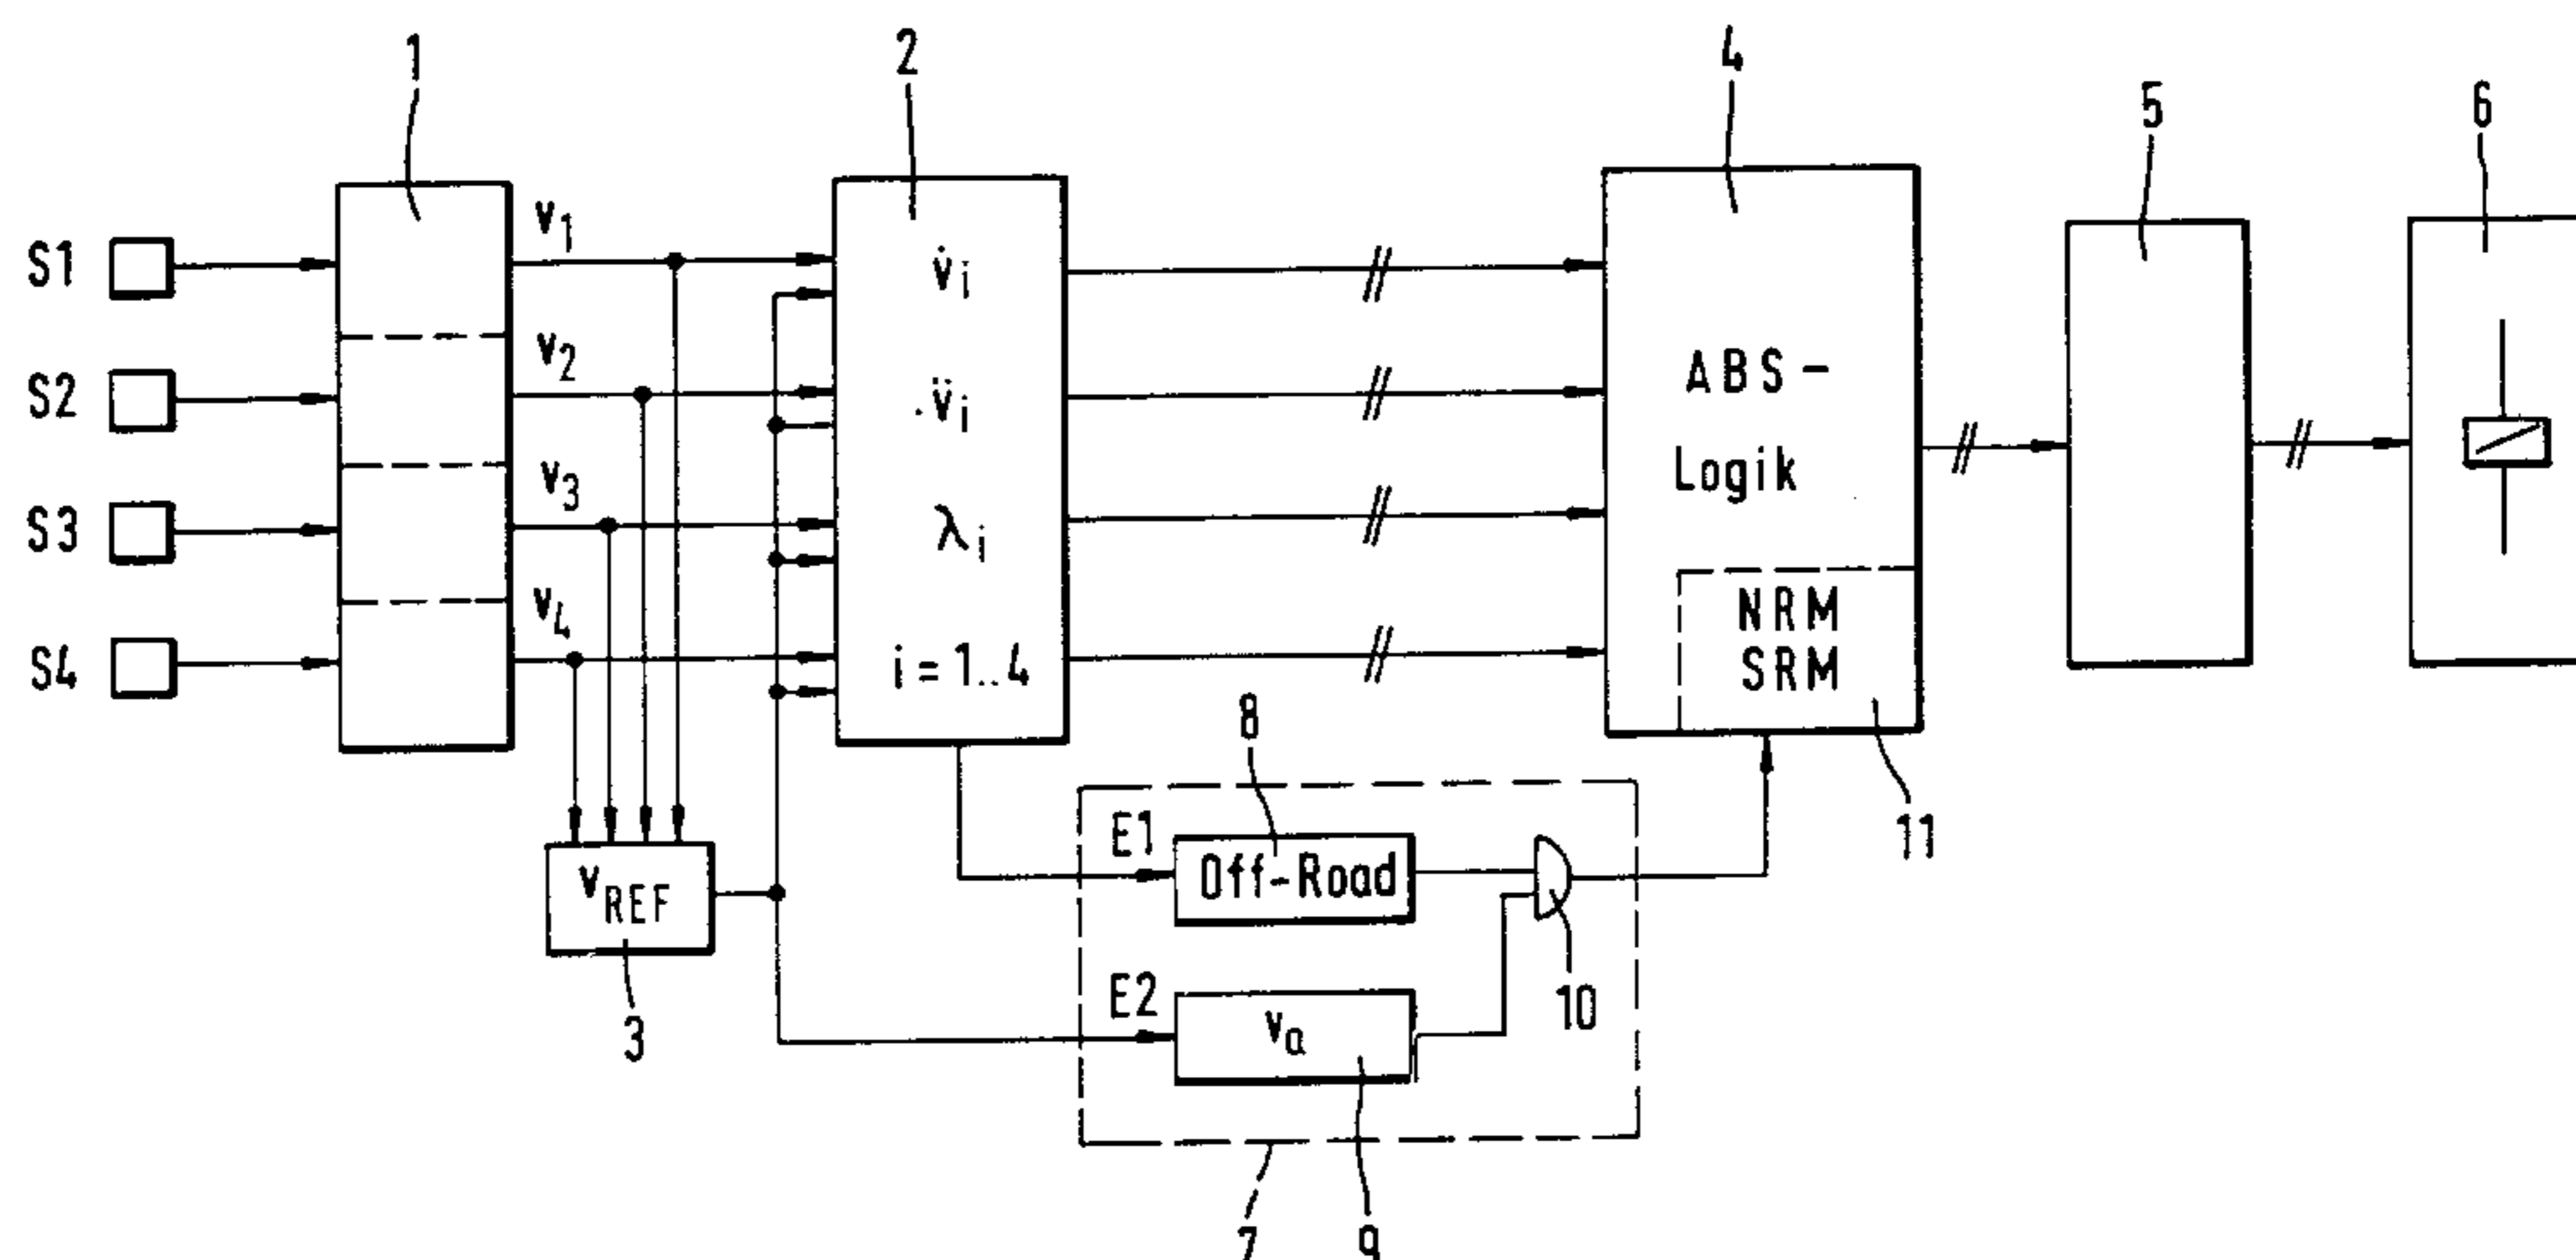 1
2
4
5
6
S1
S2
S3
S4
v1
v2
v3
v4
v̇i
v̈i
λi
i = 1..4
ABS-
Logik
NRM
SRM
11
vREF
3
8
E1
Off-Road
E2
va
10
7
9